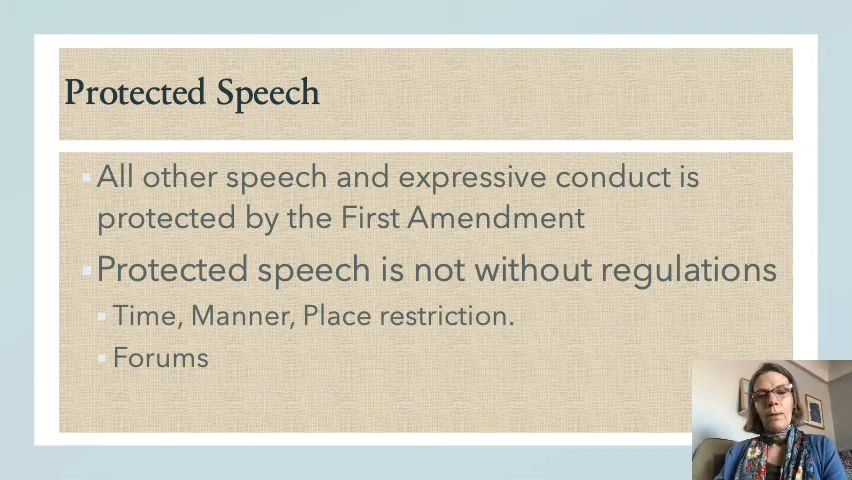 Protected Speech
All other speech and expressive conduct is
protected by the First Amendment
Protected speech is not without regulations
Time, Manner, Place restriction.
Forums